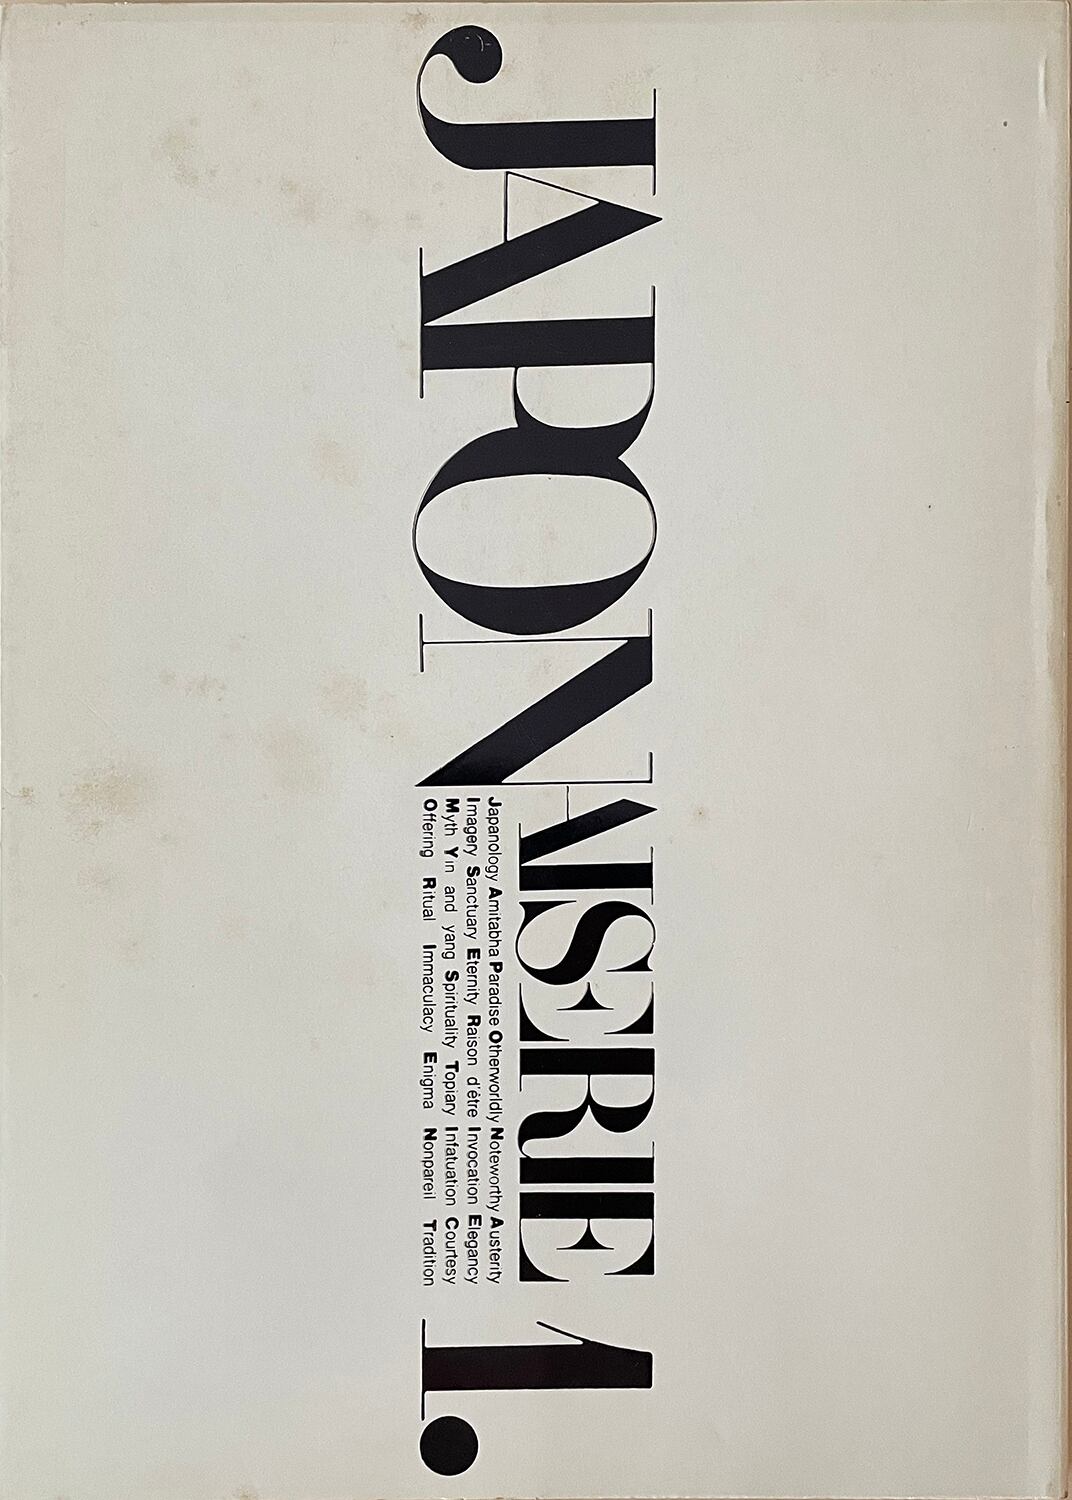 JAPONAISERIE 1.
Japanology Amitabha Paradise Otherworldly Noteworthy Austerity
Imagery Sanctuary Eternity Raison d'être Invocation Elegancy
Myth Yin and yang Spirituality Topiary Infatuation Courtesy
Offering Ritual Immaculacy Enigma Nonpareil Tradition